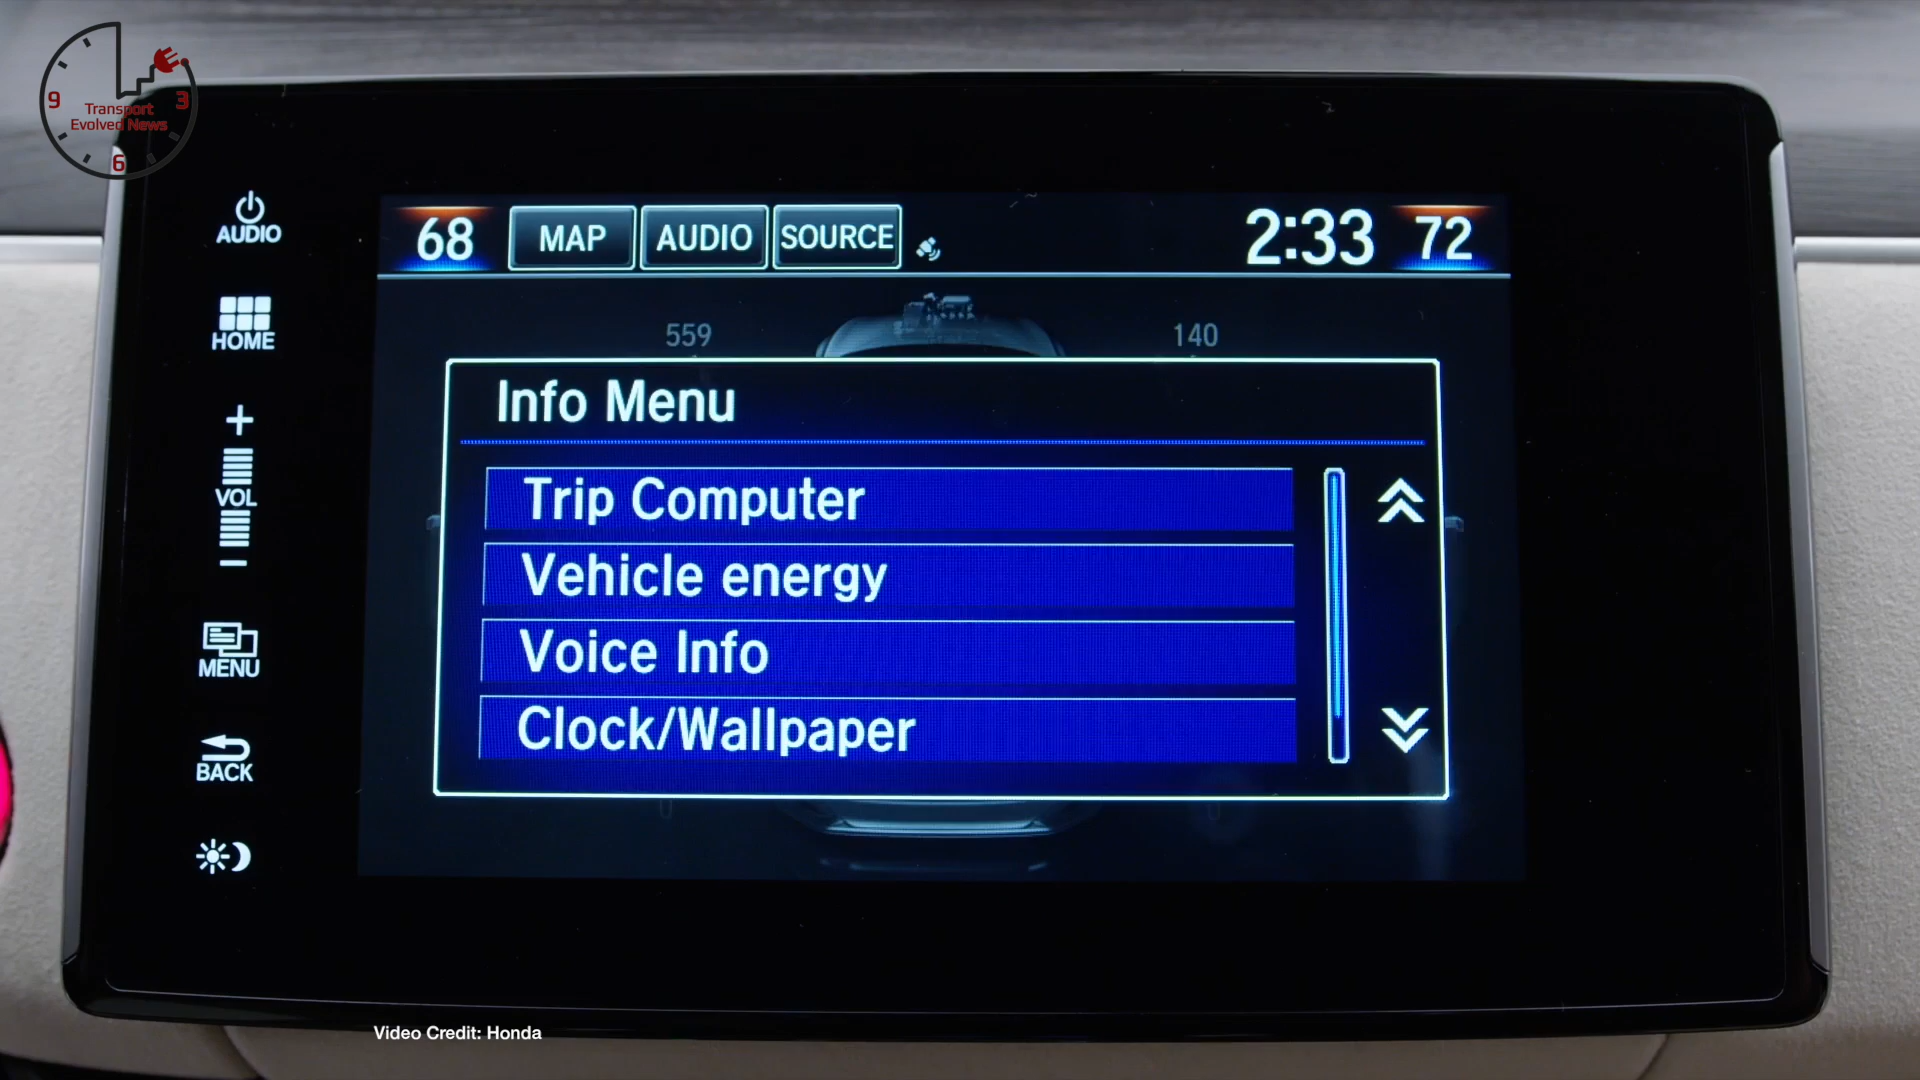 9
3
Transport
Evolved News
6
AUDIO
HOME
+
VOL
-
MENU
BACK
68
MAP
AUDIO
SOURCE
2:33
72
559
140
Info Menu
Trip Computer
Vehicle energy
Voice Info
Clock/Wallpaper
Video Credit: Honda